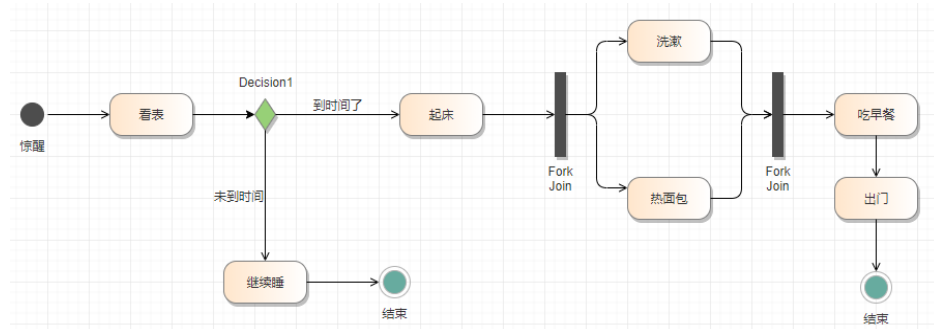 洗漱
Decision1
到时间了
看表
起床
吃早餐
惊醒
Fork
Join
Fork
Join
未到时间
热面包
出门
继续睡
结束
结束